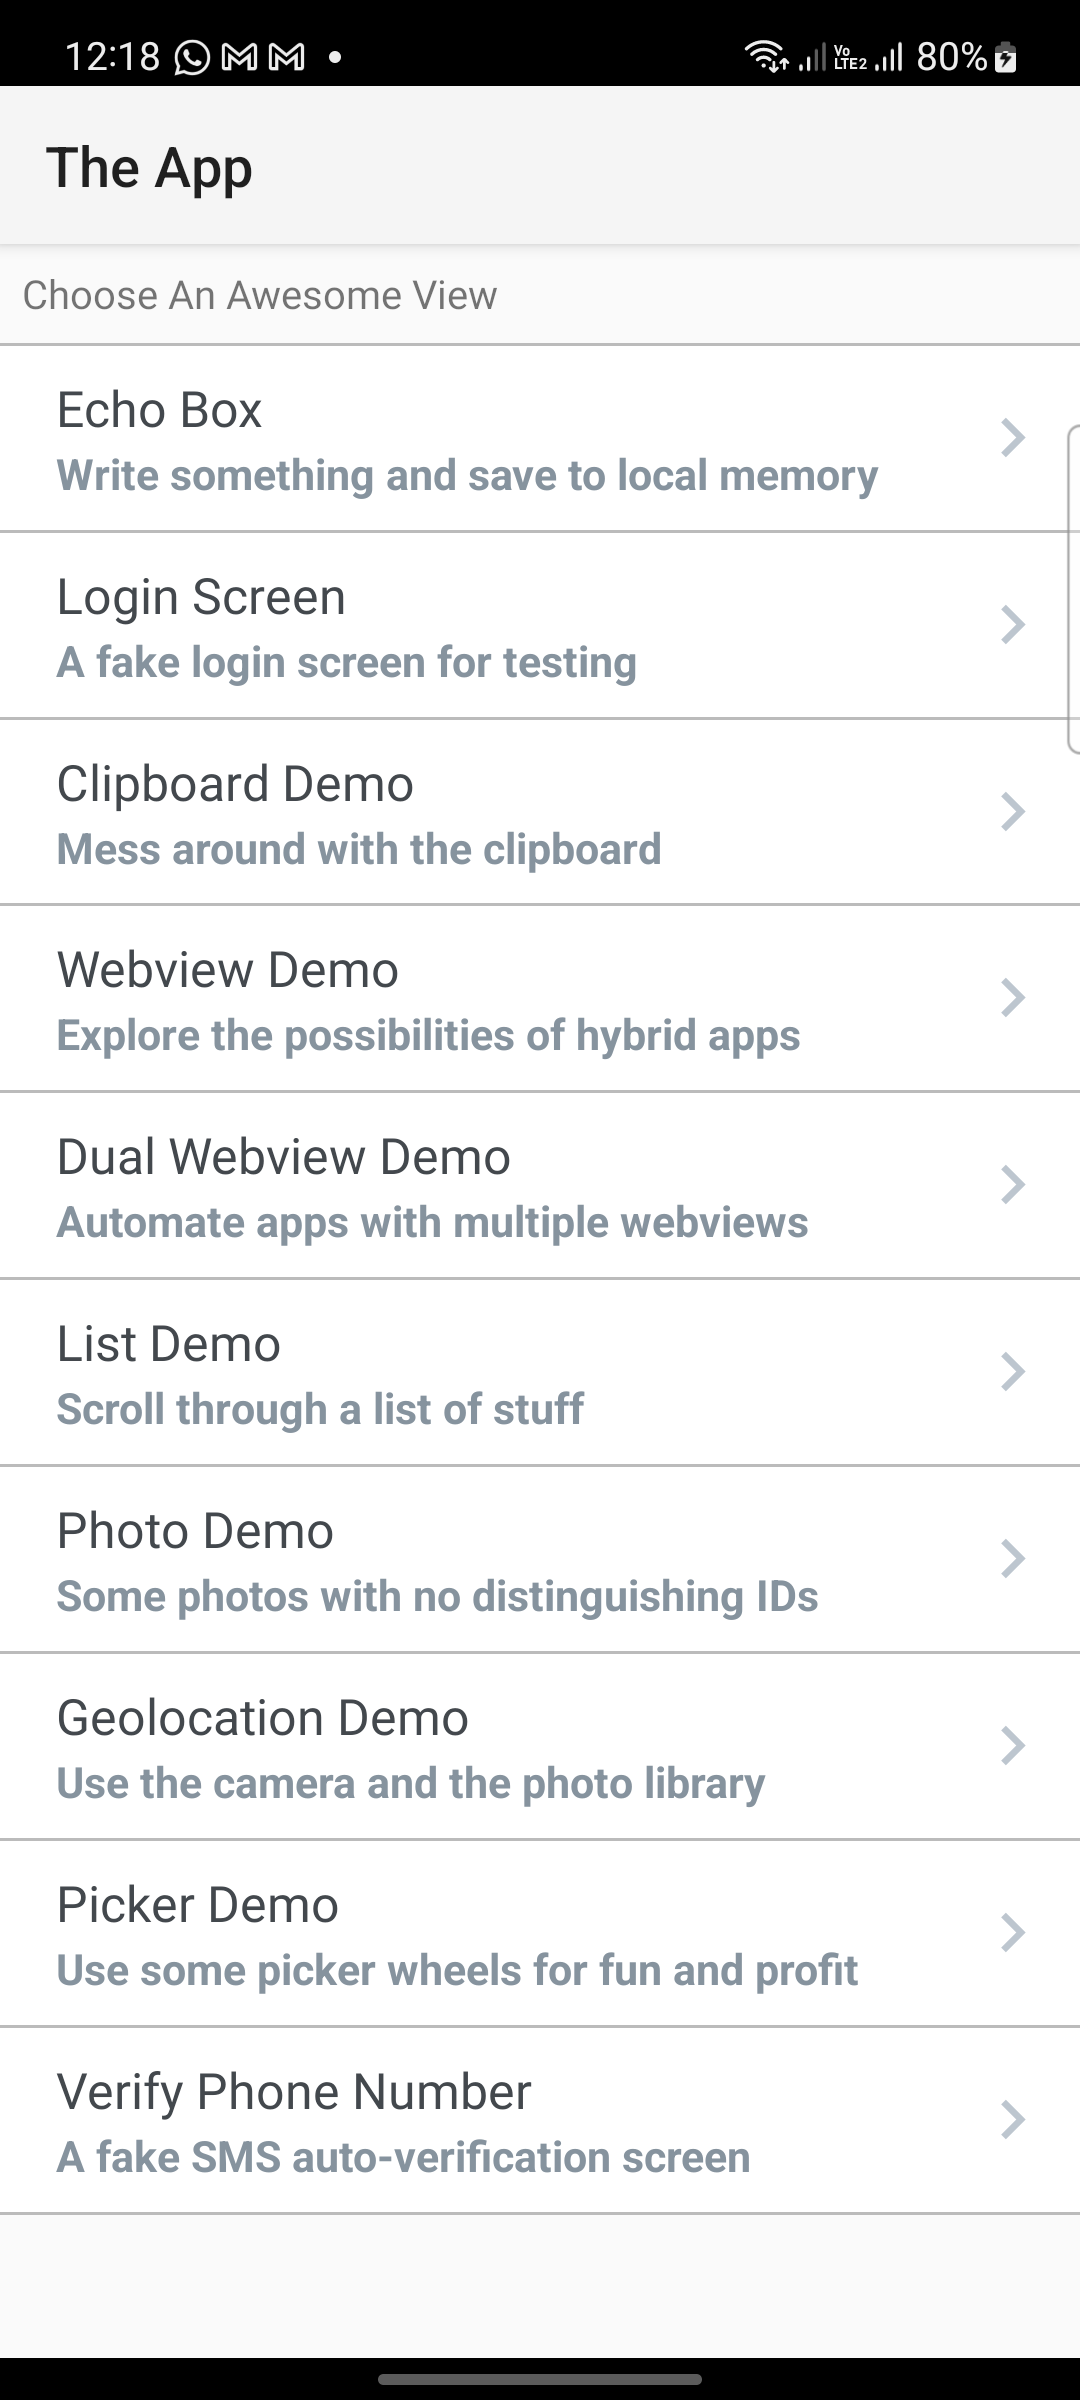 12:18
Vo
LTE2
80%
The App
Choose An Awesome View
Echo Box
Write something and save to local memory
Login Screen
A fake login screen for testing
Clipboard Demo
Mess around with the clipboard
Webview Demo
Explore the possibilities of hybrid apps
Dual Webview Demo
Automate apps with multiple webviews
List Demo
Scroll through a list of stuff
Photo Demo
Some photos with no distinguishing IDs
Geolocation Demo
Use the camera and the photo library
Picker Demo
Use some picker wheels for fun and profit
Verify Phone Number
A fake SMS auto-verification screen